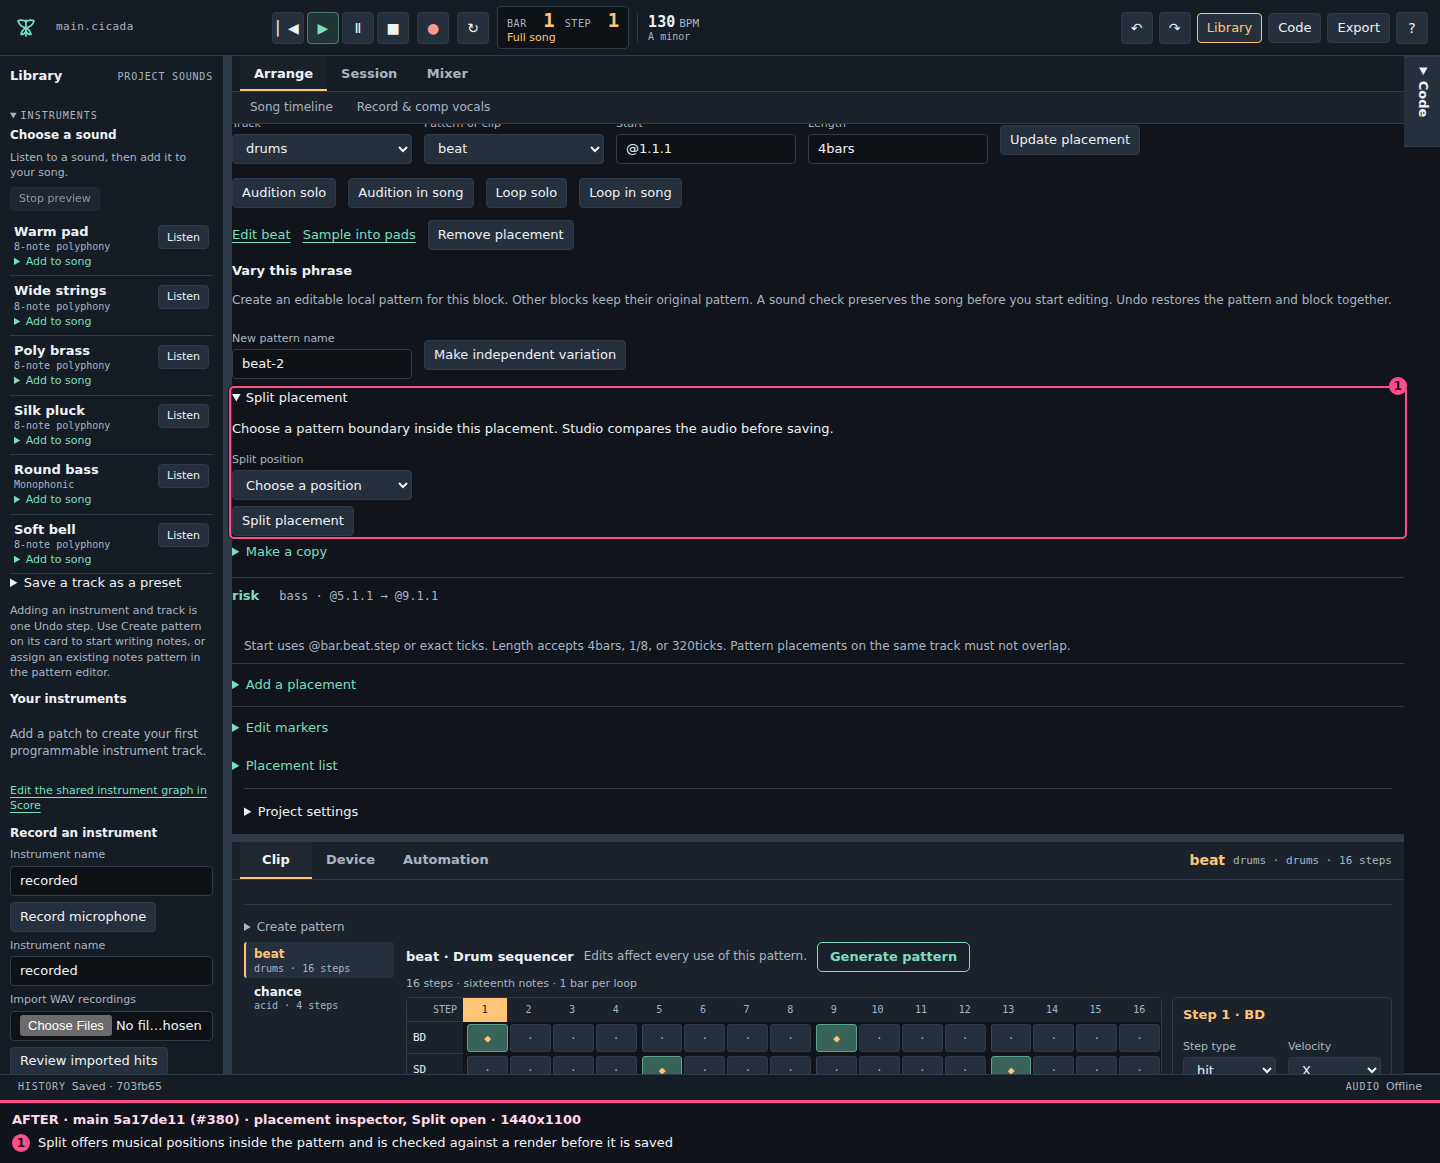 main.cicada
BAR 1 STEP 1
Full song
130 BPM
A minor
Library
Code
Export
?
Library
PROJECT SOUNDS
INSTRUMENTS
Choose a sound
Listen to a sound, then add it to
your song.
Stop preview
Warm pad
8-note polyphony
Add to song
Listen
Wide strings
8-note polyphony
Add to song
Listen
Poly brass
8-note polyphony
Add to song
Listen
Silk pluck
8-note polyphony
Add to song
Listen
Round bass
Monophonic
Add to song
Listen
Soft bell
8-note polyphony
Add to song
Listen
Save a track as a preset
Adding an instrument and track is
one Undo step. Use Create pattern
on its card to start writing notes, or
assign an existing notes pattern in
the pattern editor.
Your instruments
Add a patch to create your first
programmable instrument track.
Edit the shared instrument graph in
Score
Record an instrument
Instrument name
recorded
Record microphone
Instrument name
recorded
Import WAV recordings
Choose Files No fil...hosen
Review imported hits
Arrange
Session
Mixer
Song timeline
Record & comp vocals
Track
Pattern or clip
Start
Length
drums
beat
@1.1.1
4bars
Update placement
Audition solo
Audition in song
Loop solo
Loop in song
Edit beat
Sample into pads
Remove placement
Vary this phrase
Create an editable local pattern for this block. Other blocks keep their original pattern. A sound check preserves the song before you start editing. Undo restores the pattern and block together.
New pattern name
beat-2
Make independent variation
1
Split placement
Choose a pattern boundary inside this placement. Studio compares the audio before saving.
Split position
Choose a position
Split placement
Make a copy
risk bass · @5.1.1 → @9.1.1
Start uses @bar.beat.step or exact ticks. Length accepts 4bars, 1/8, or 320ticks. Pattern placements on the same track must not overlap.
Add a placement
Edit markers
Placement list
Project settings
Code
Clip
Device
Automation
beat drums · drums · 16 steps
Create pattern
beat
drums · 16 steps
chance
acid · 4 steps
beat · Drum sequencer Edits affect every use of this pattern.
Generate pattern
16 steps · sixteenth notes · 1 bar per loop
STEP 1 2 3 4 5 6 7 8 9 10 11 12 13 14 15 16
BD
SD
Step 1 · BD
Step type
Velocity
hit
X
HISTORY Saved · 703fb65
AUDIO Offline
AFTER · main 5a17de11 (#380) · placement inspector, Split open · 1440x1100
1 Split offers musical positions inside the pattern and is checked against a render before it is saved